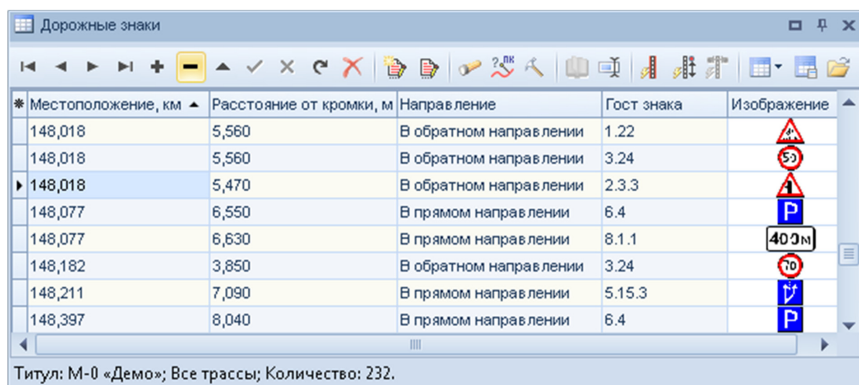 Дорожные знаки
?.ПК
Местоположение, км Расстояние от кромки, м Направление Гост знака Изображение
148,018 5,560 В обратном направлении 1.22
148,018 5,560 В обратном направлении 3.24 50
148,018 5,470 В обратном направлении 2.3.3
148,077 6,550 В прямом направлении 6.4 P
148,077 6,630 В прямом направлении 8.1.1 400м
148,182 3,850 В обратном направлении 3.24 70
148,211 7,090 В прямом направлении 5.15.3
148,397 8,040 В прямом направлении 6.4 P
Титул: М-0 «Демо»; Все трассы; Количество: 232.